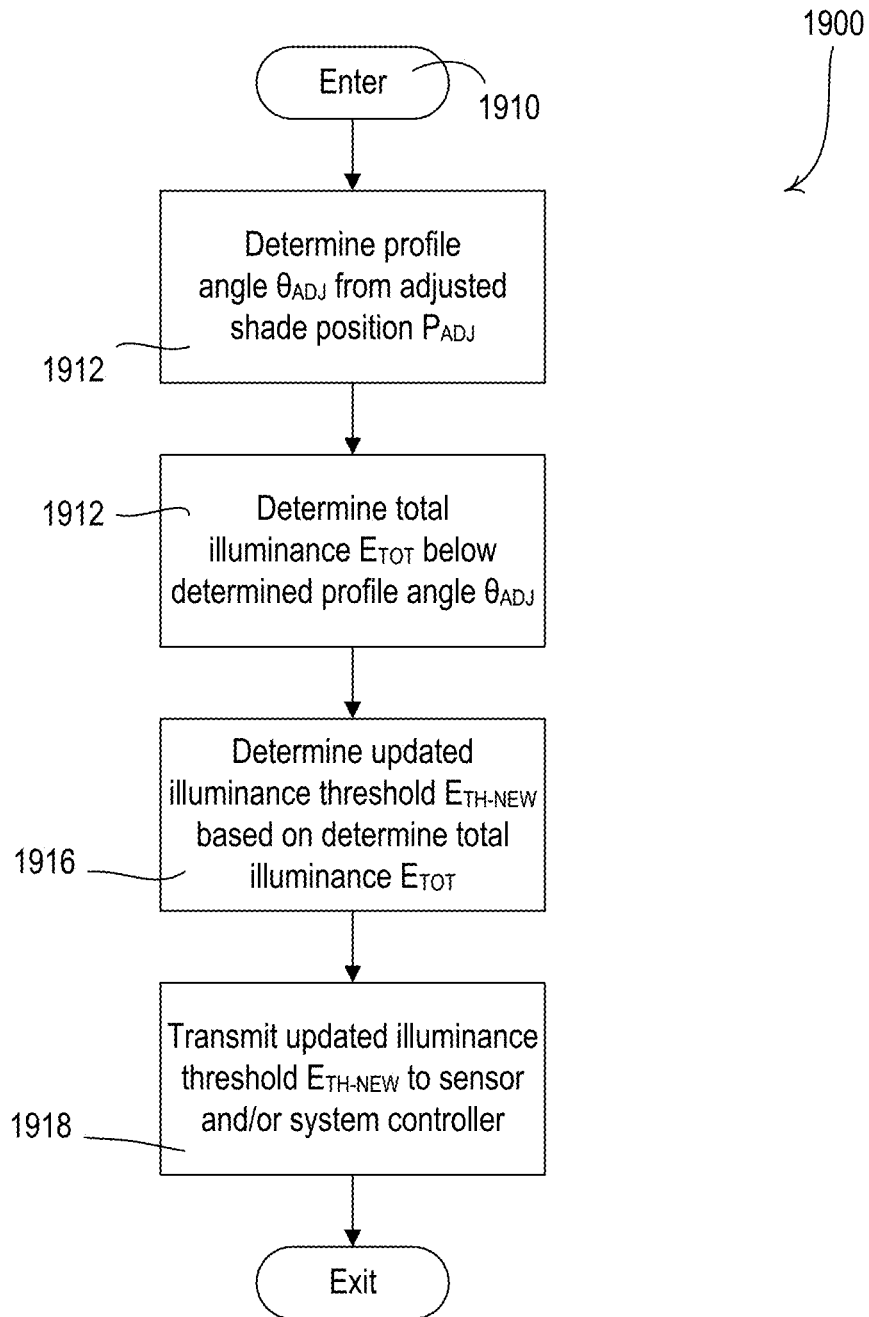 1900
Enter
1910
Determine profile
angle θADJ from adjusted
shade position PADJ
1912
1912
Determine total
illuminance ETOT below
determined profile angle θADJ
Determine updated
illuminance threshold ETH-NEW
based on determine total
illuminance ETOT
1916
Transmit updated illuminance
threshold ETH-NEW to sensor
and/or system controller
1918
Exit